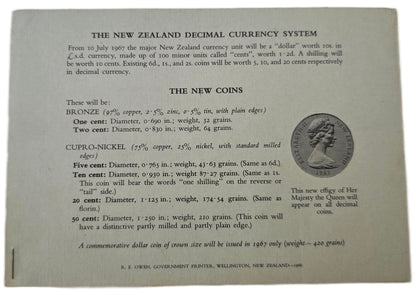 THE NEW ZEALAND DECIMAL CURRENCY SYSTEM
From 10 July 1967 the major New Zealand currency unit will be a "dollar" worth 10s. in
£.s.d. currency, made up of 100 minor units called "cents", worth 1·2d. A shilling will
be worth 10 cents. Existing 6d., 1s., and 2s. coins will be worth 5, 10, and 20 cents respectively
in decimal currency.
THE NEW COINS
These will be:
BRONZE (97% copper, 2·5% zinc, 0·5% tin, with plain edges)
One cent: Diameter, 0·690 in.; weight, 32 grains.
Two cent: Diameter, 0·830 in.; weight, 64 grains.
CUPRO-NICKEL (75% copper, 25% nickel, with standard milled
edges)
Five cent: Diameter, 0·765 in.; weight, 43·63 grains. (Same as 6d.).
Ten cent: Diameter, 0·930 in.; weight 87·27 grains. (Same as 1s.
This coin will bear the words "one shilling" on the reverse or
"tail" side.)
20 cent: Diameter, 1·125 in.; weight, 174·54 grains. (Same as
florin.)
50 cent: Diameter, 1·250 in.; weight, 210 grains. (This coin will
have a distinctly partly milled and partly plain edge.)
ELIZABETH II NEW ZEALAND
1967
This new effigy of Her
Majesty the Queen will
appear on all decimal
coins.
A commemorative dollar coin of crown size will be issued in 1967 only (weight— 420 grains)
R. E. OWEN, GOVERNMENT PRINTER, WELLINGTON, NEW ZEALAND—1966